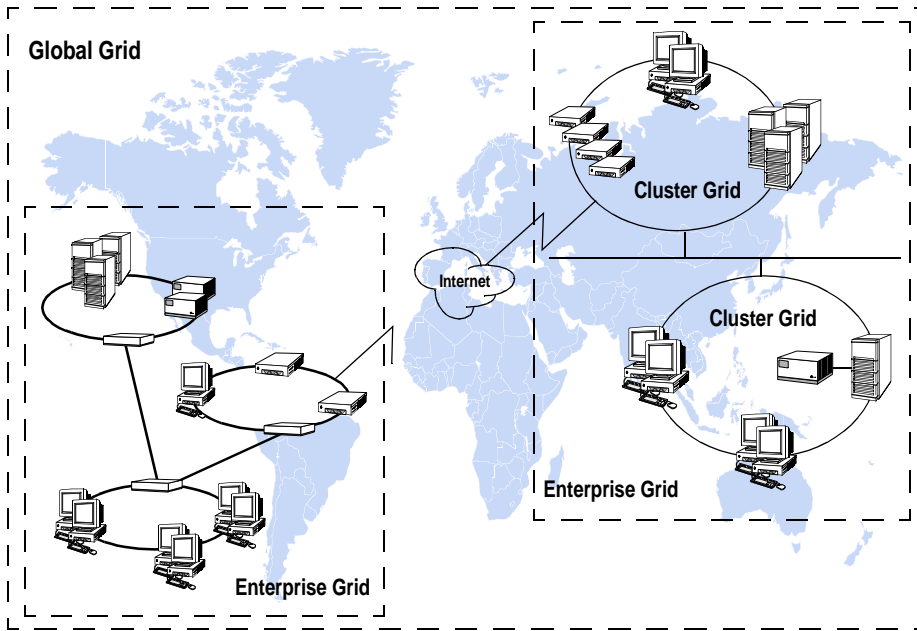 Global Grid
Cluster Grid
Internet
Cluster Grid
Enterprise Grid
Enterprise Grid